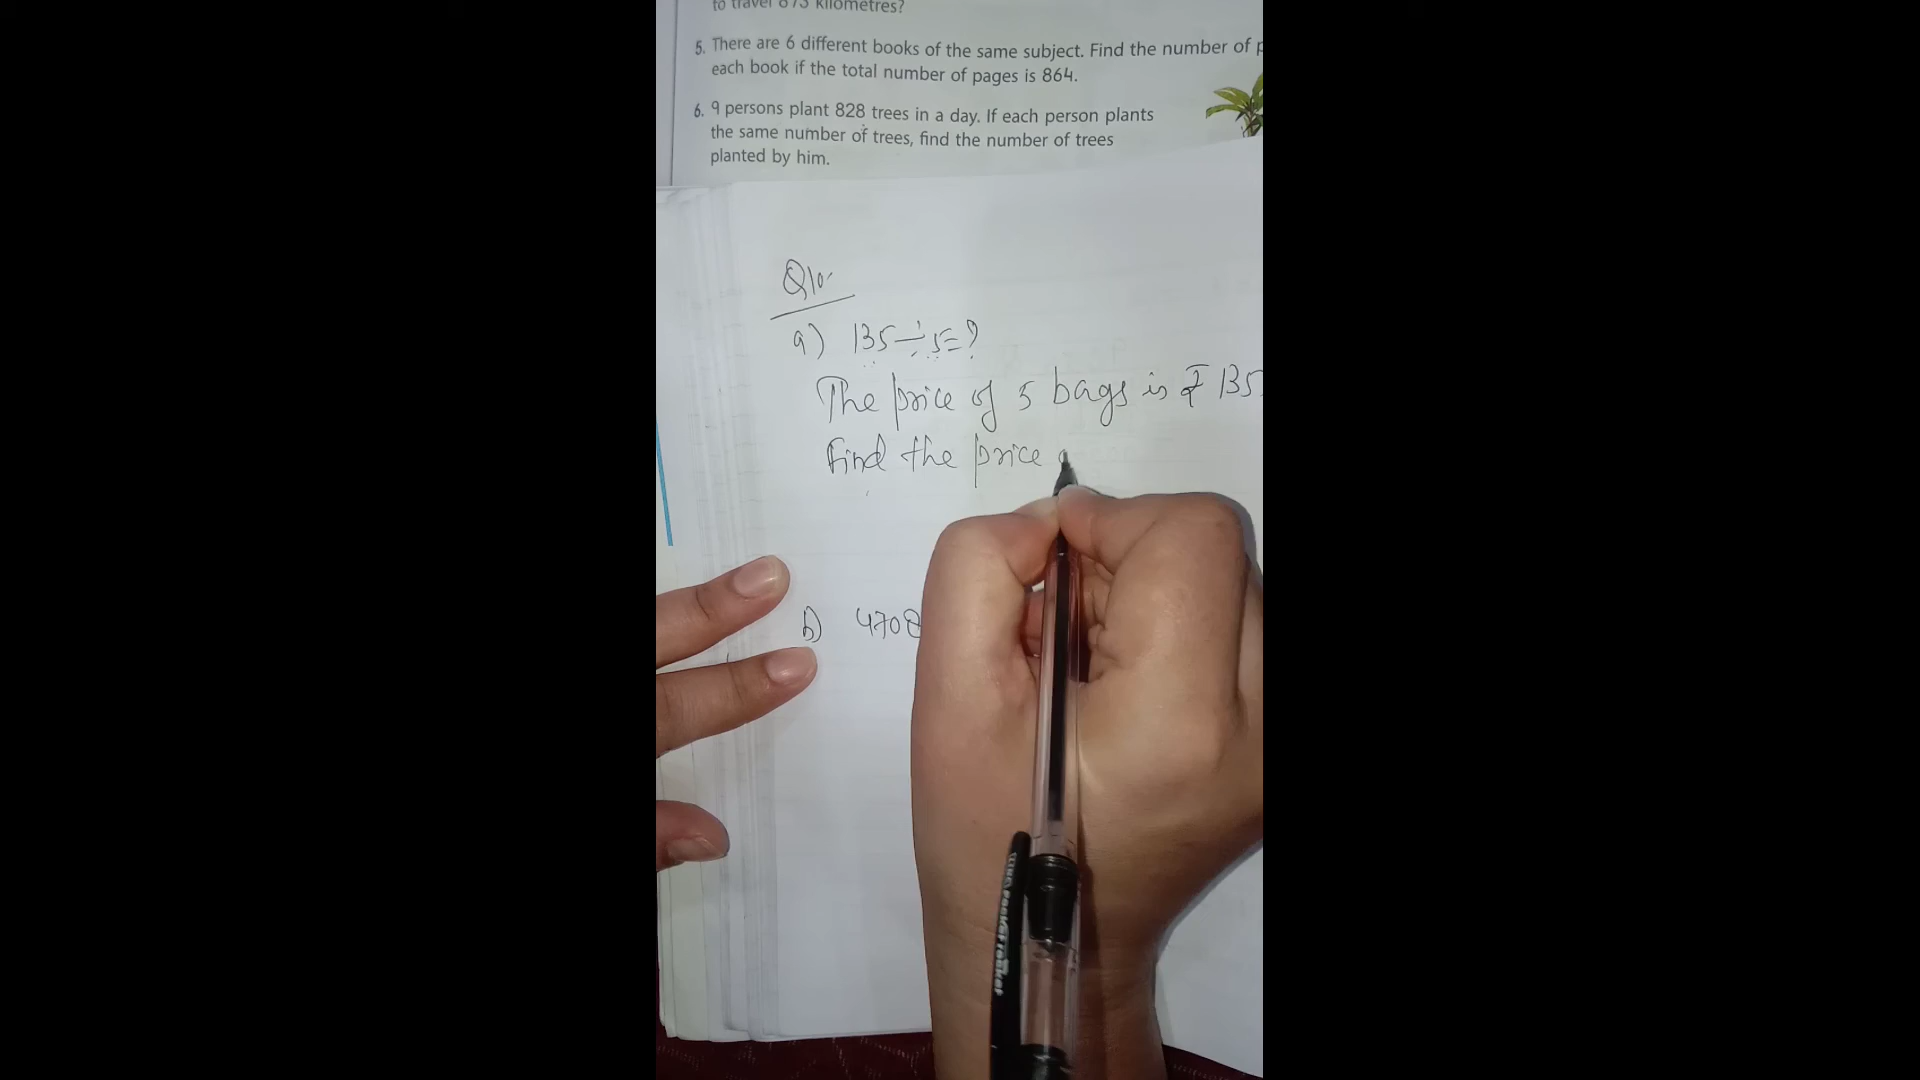 to travel 875 kilometres?
5. There are 6 different books of the same subject. Find the number of
each book if the total number of pages is 864.
6. 9 persons plant 828 trees in a day. If each person plants
the same number of trees, find the number of trees
planted by him.
Q10.
a) 135÷5=?
The price of 5 bags is ₹ 135.
Find the price
b) 4708